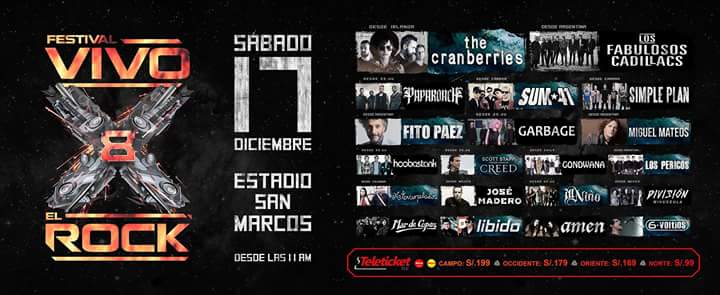 FESTIVAL
VIVO
X
8
EL
ROCK
SÁBADO
17
DICIEMBRE
ESTADIO
SAN
MARCOS
DESDE LAS 11 AM
DESDE IRLANDA
the
cranberries
DESDE ARGENTINA
LOS
FABULOSOS
CADILLACS
PAPAROACH
SUM 41
SIMPLE PLAN
FITO PAEZ
GARBAGE
MIGUEL MATEOS
hoobastank
SCOTT STAPP
CREED
GONDWANA
LOS PERICOS
JOSÉ
MADERO
ILL NIÑO
DIVISIÓN
MINÚSCULA
Mar de Copas
libido
amen
6 VOLTIOS
Teleticket
CAMPO: S/.199 OCCIDENTE: S/.179 ORIENTE: S/.169 NORTE: S/.99